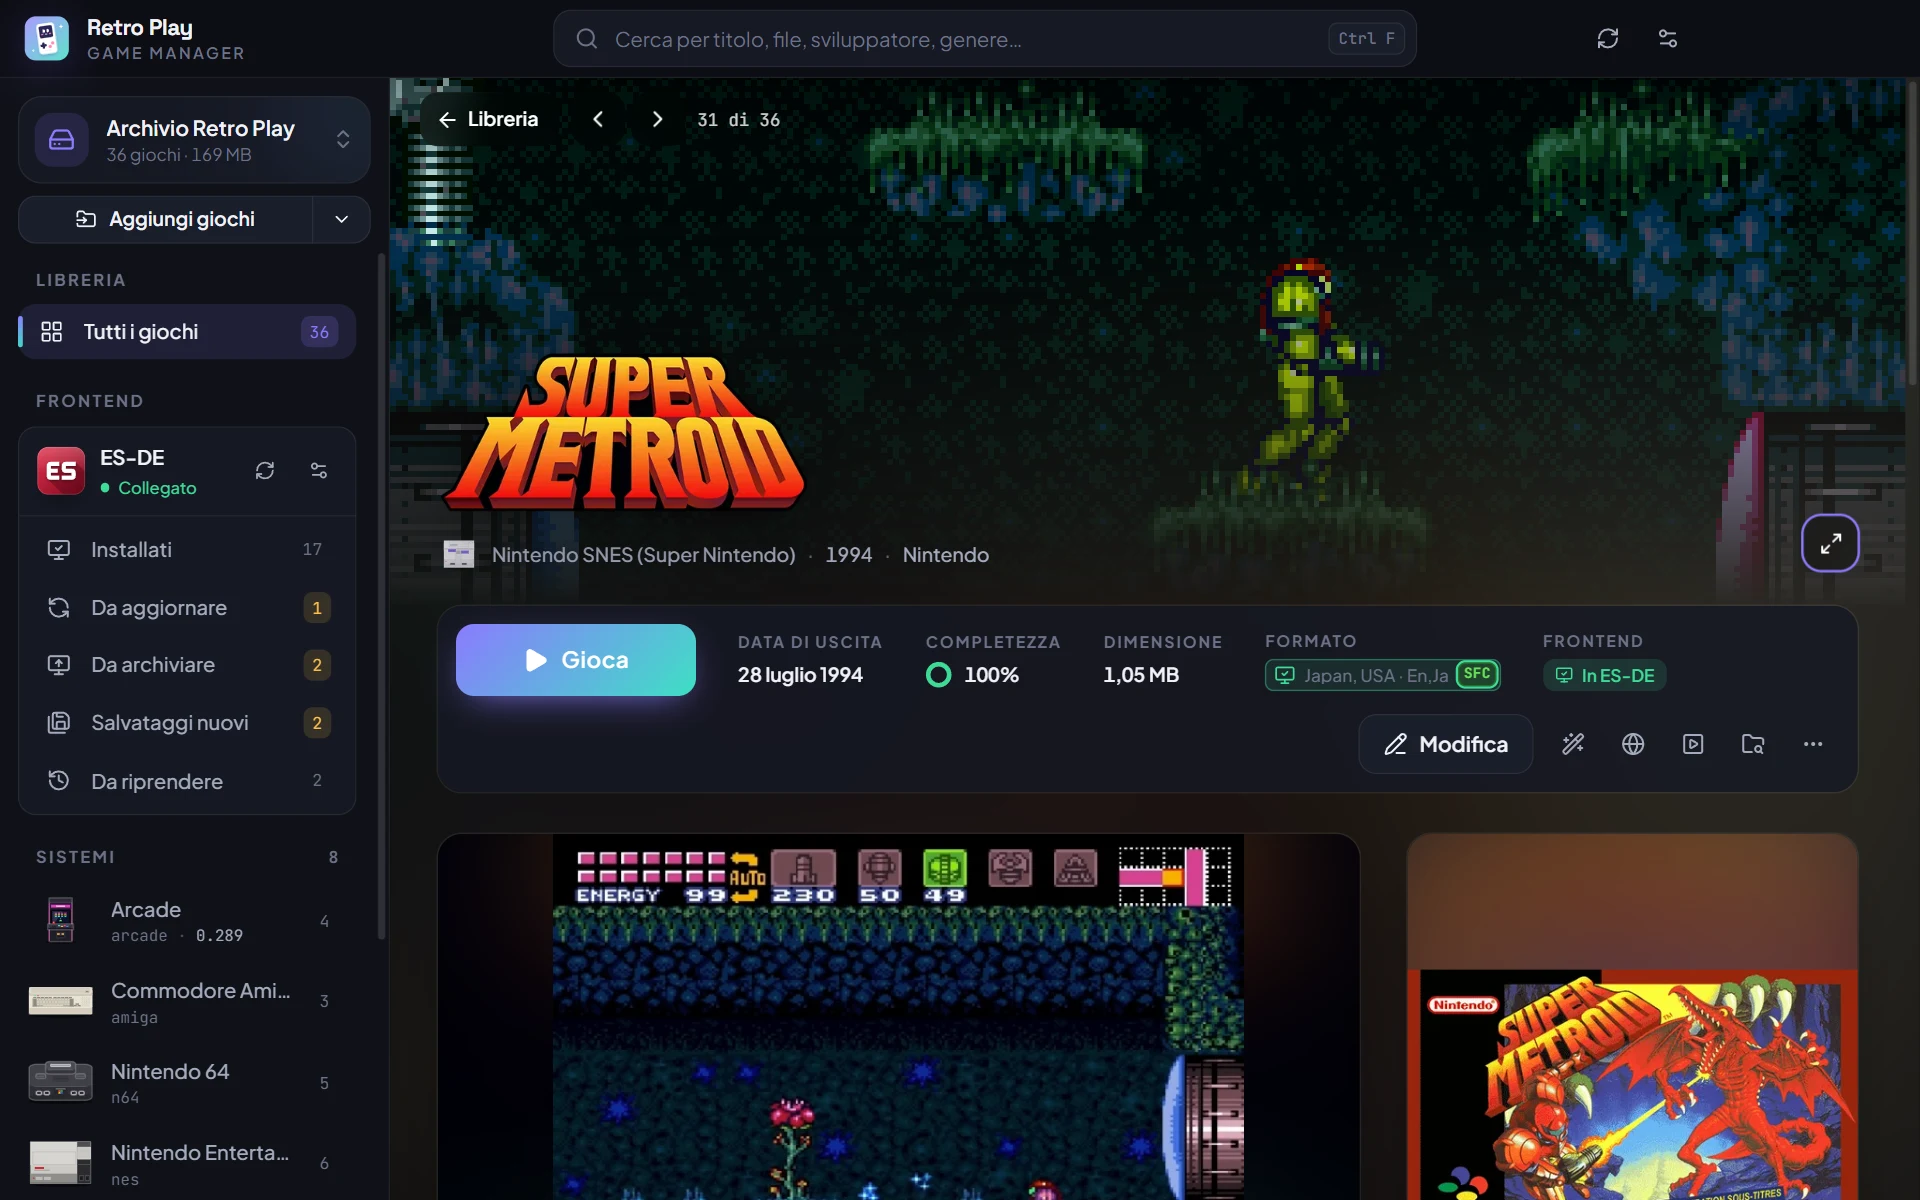 Retro Play
GAME MANAGER
Cerca per titolo, file, sviluppatore, genere...
Ctrl F
Archivio Retro Play
36 giochi · 169 MB
Aggiungi giochi
LIBRERIA
Tutti i giochi
36
FRONTEND
ES
ES-DE
Collegato
Installati
17
Da aggiornare
1
Da archiviare
2
Salvataggi nuovi
2
Da riprendere
2
SISTEMI
8
Arcade
4
arcade · 0.289
Commodore Ami...
3
amiga
Nintendo 64
5
n64
Nintendo Enterta...
6
nes
Libreria
31 di 36
SUPER
METROID
Nintendo SNES (Super Nintendo) · 1994 · Nintendo
Gioca
DATA DI USCITA
28 luglio 1994
COMPLETEZZA
100%
DIMENSIONE
1,05 MB
FORMATO
Japan, USA · En,Ja
SFC
FRONTEND
In ES-DE
Modifica
AUTO
ENERGY 99
230
50
49
Nintendo
SUPER
METROID
SOUS-TITRES